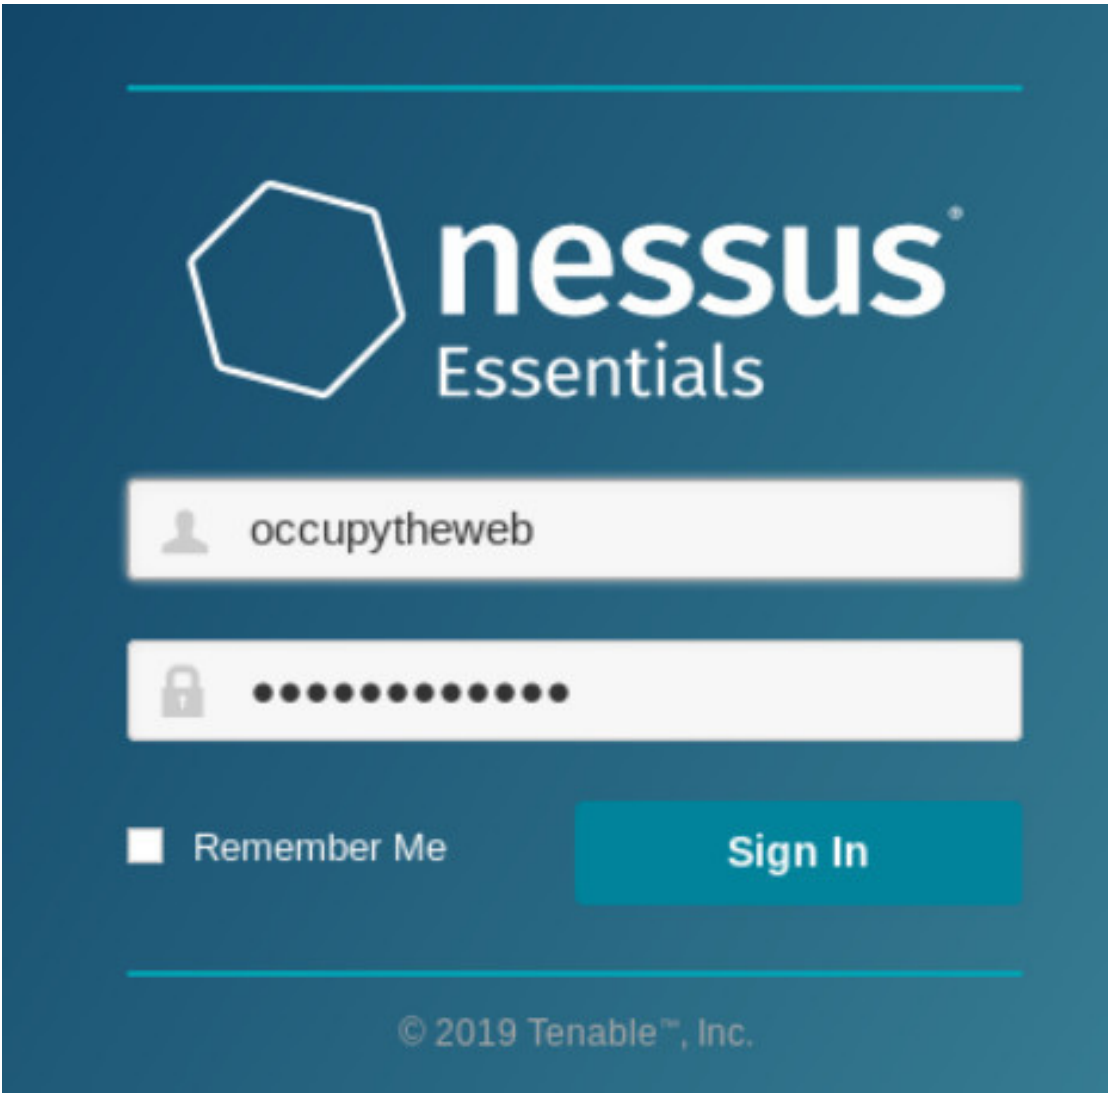 nessus®
Essentials
occupytheweb
●●●●●●●●●●●●
Remember Me
Sign In
© 2019 Tenable™, Inc.